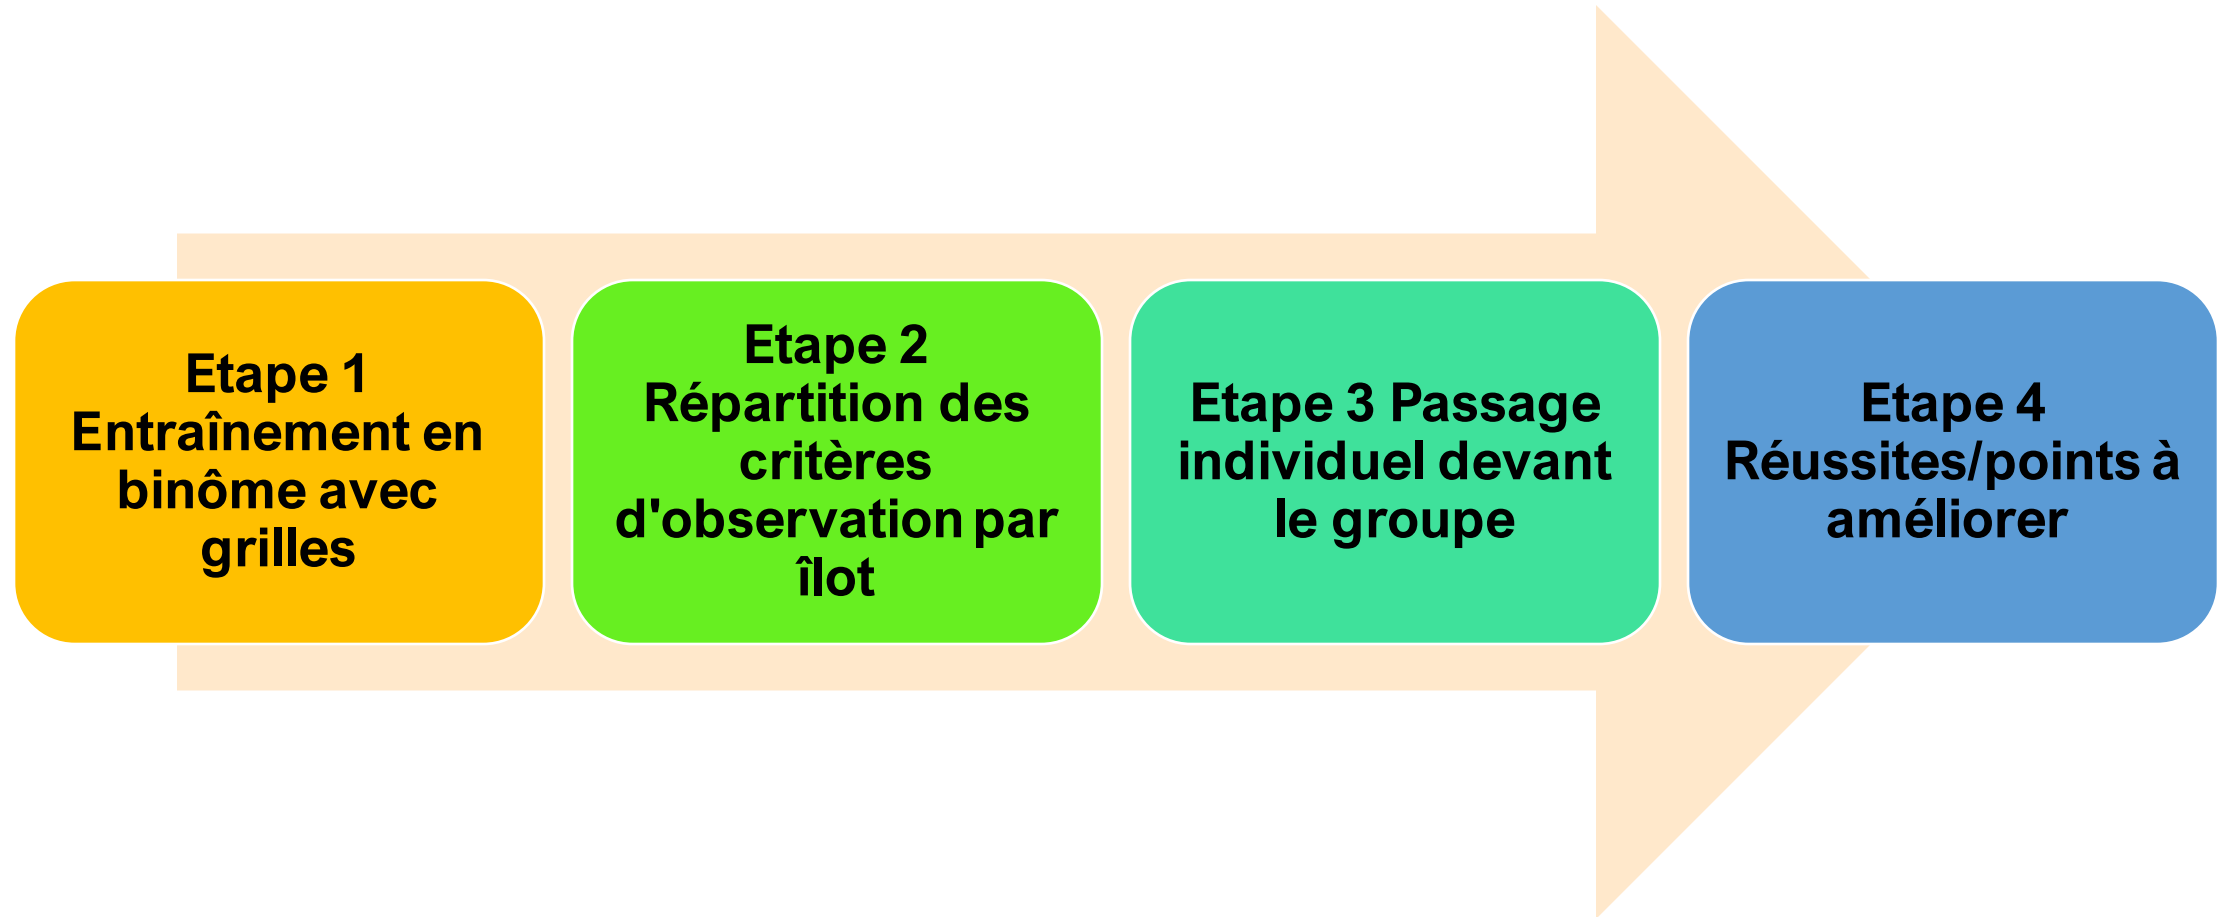 Etape 1
Entraînement en
binôme avec
grilles
Etape 2
Répartition des
critères
d'observation par
îlot
Etape 3 Passage
individuel devant
le groupe
Etape 4
Réussites/points à
améliorer